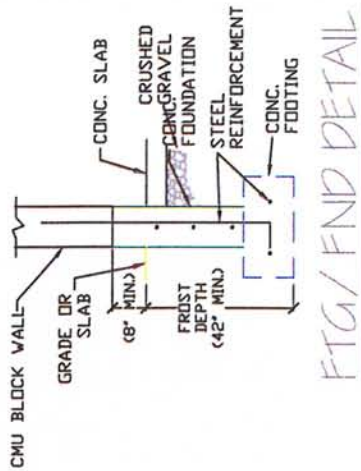 CMU BLOCK WALL
GRADE OR
SLAB
(8" MIN.)
FROST
DEPTH
(42" MIN.)
CONC. SLAB
CRUSHED
GRAVEL
CONC.
FOUNDATION
STEEL
REINFORCEMENT
CONC.
FOOTING
FTG/ FND DETAIL